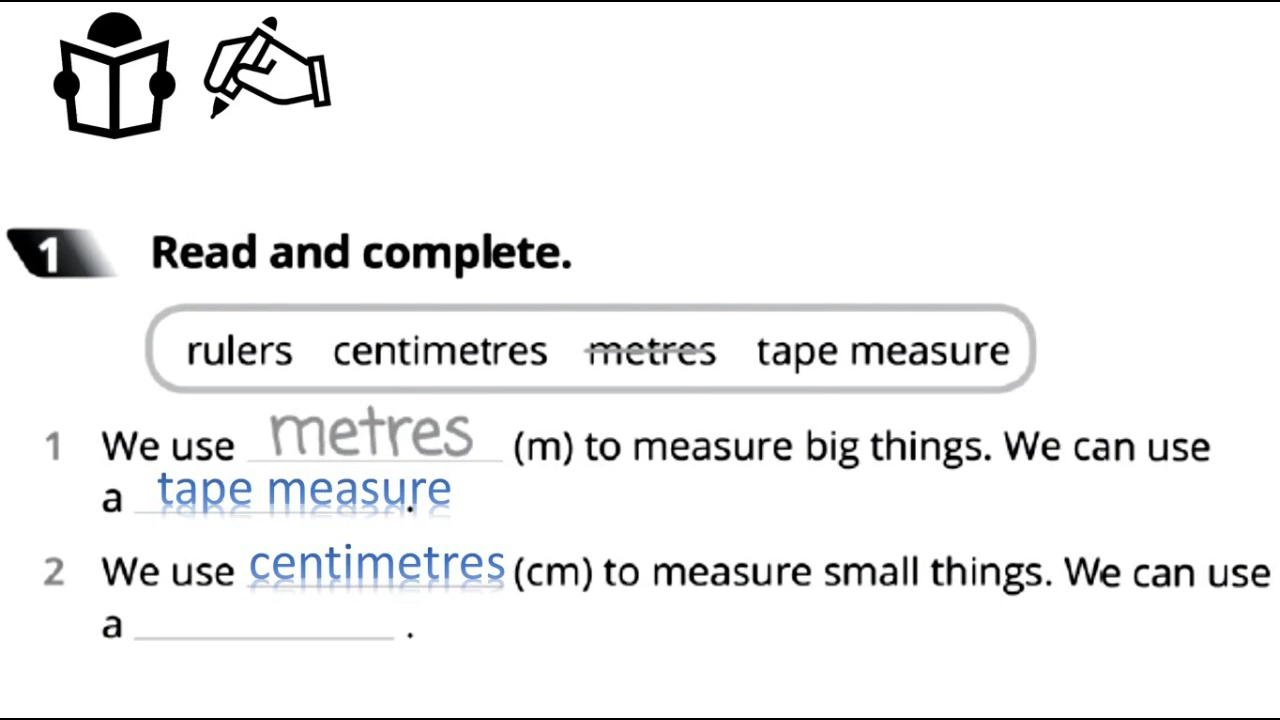 1 Read and complete.
rulers centimetres metres tape measure
1 We use metres (m) to measure big things. We can use
a tape measure.
2 We use centimetres (cm) to measure small things. We can use
a ____________ .